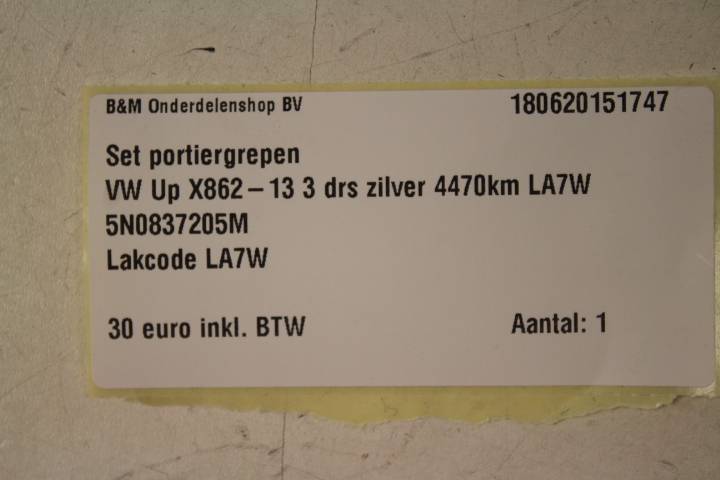 B&M Onderdelenshop BV 180620151747
Set portiergrepen
VW Up X862-13 3 drs zilver 4470km LA7W
5N0837205M
Lakcode LA7W
30 euro inkl. BTW Aantal: 1